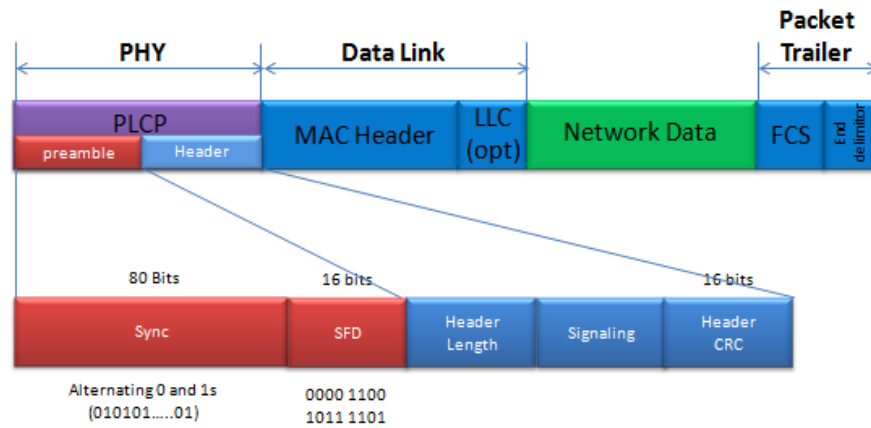 PHY
Data Link
Packet
Trailer
PLCP
preamble
Header
MAC Header
LLC
(opt)
Network Data
FCS
End
delimitor
80 Bits
16 bits
16 bits
Sync
SFD
Header
Length
Signaling
Header
CRC
Alternating 0 and 1s
(010101.....01)
0000 1100
1011 1101